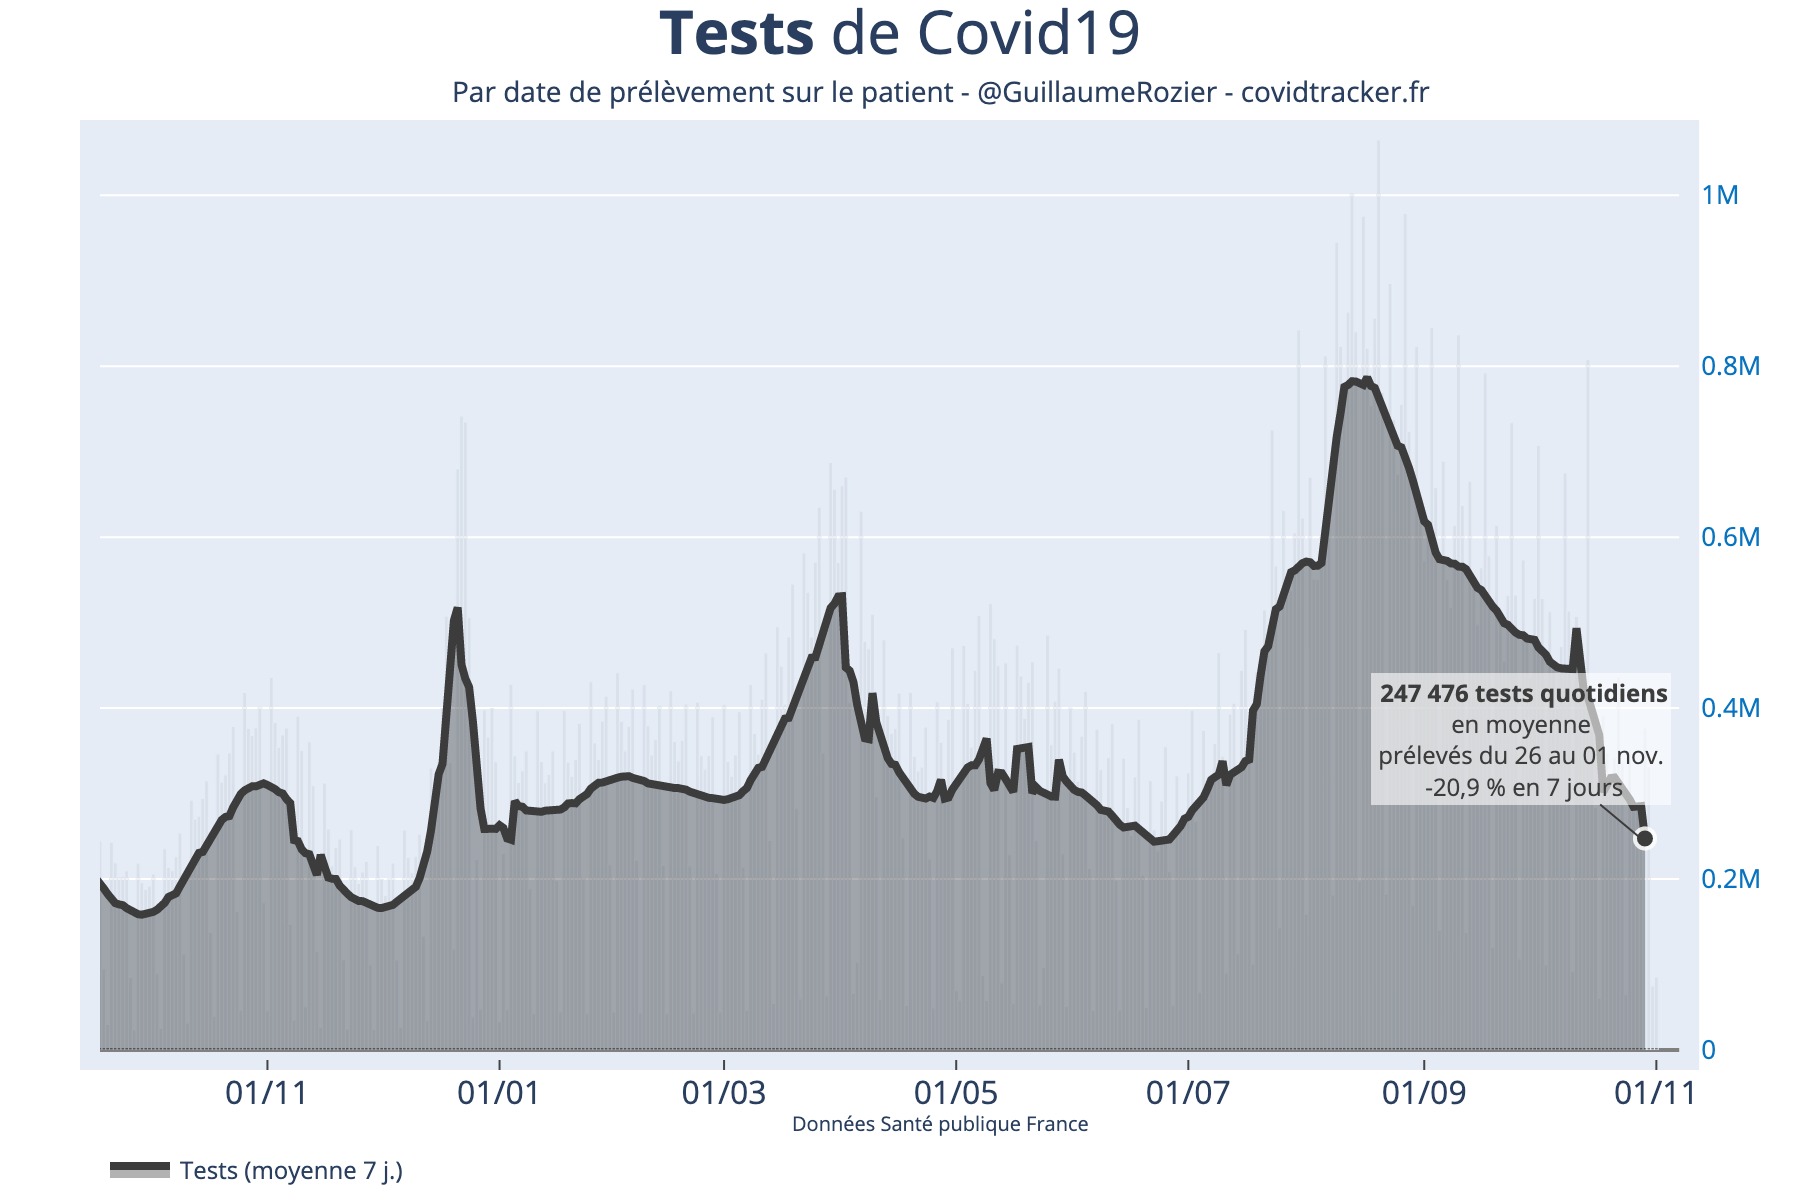 Tests de Covid19
Par date de prélèvement sur le patient - @GuillaumeRozier - covidtracker.fr
1M
0.8M
0.6M
247 476 tests quotidiens
en moyenne
prélevés du 26 au 01 nov.
-20,9 % en 7 jours
0.4M
0.2M
0
01/11
01/01
01/03
01/05
01/07
01/09
01/11
Données Santé publique France
Tests (moyenne 7 j.)